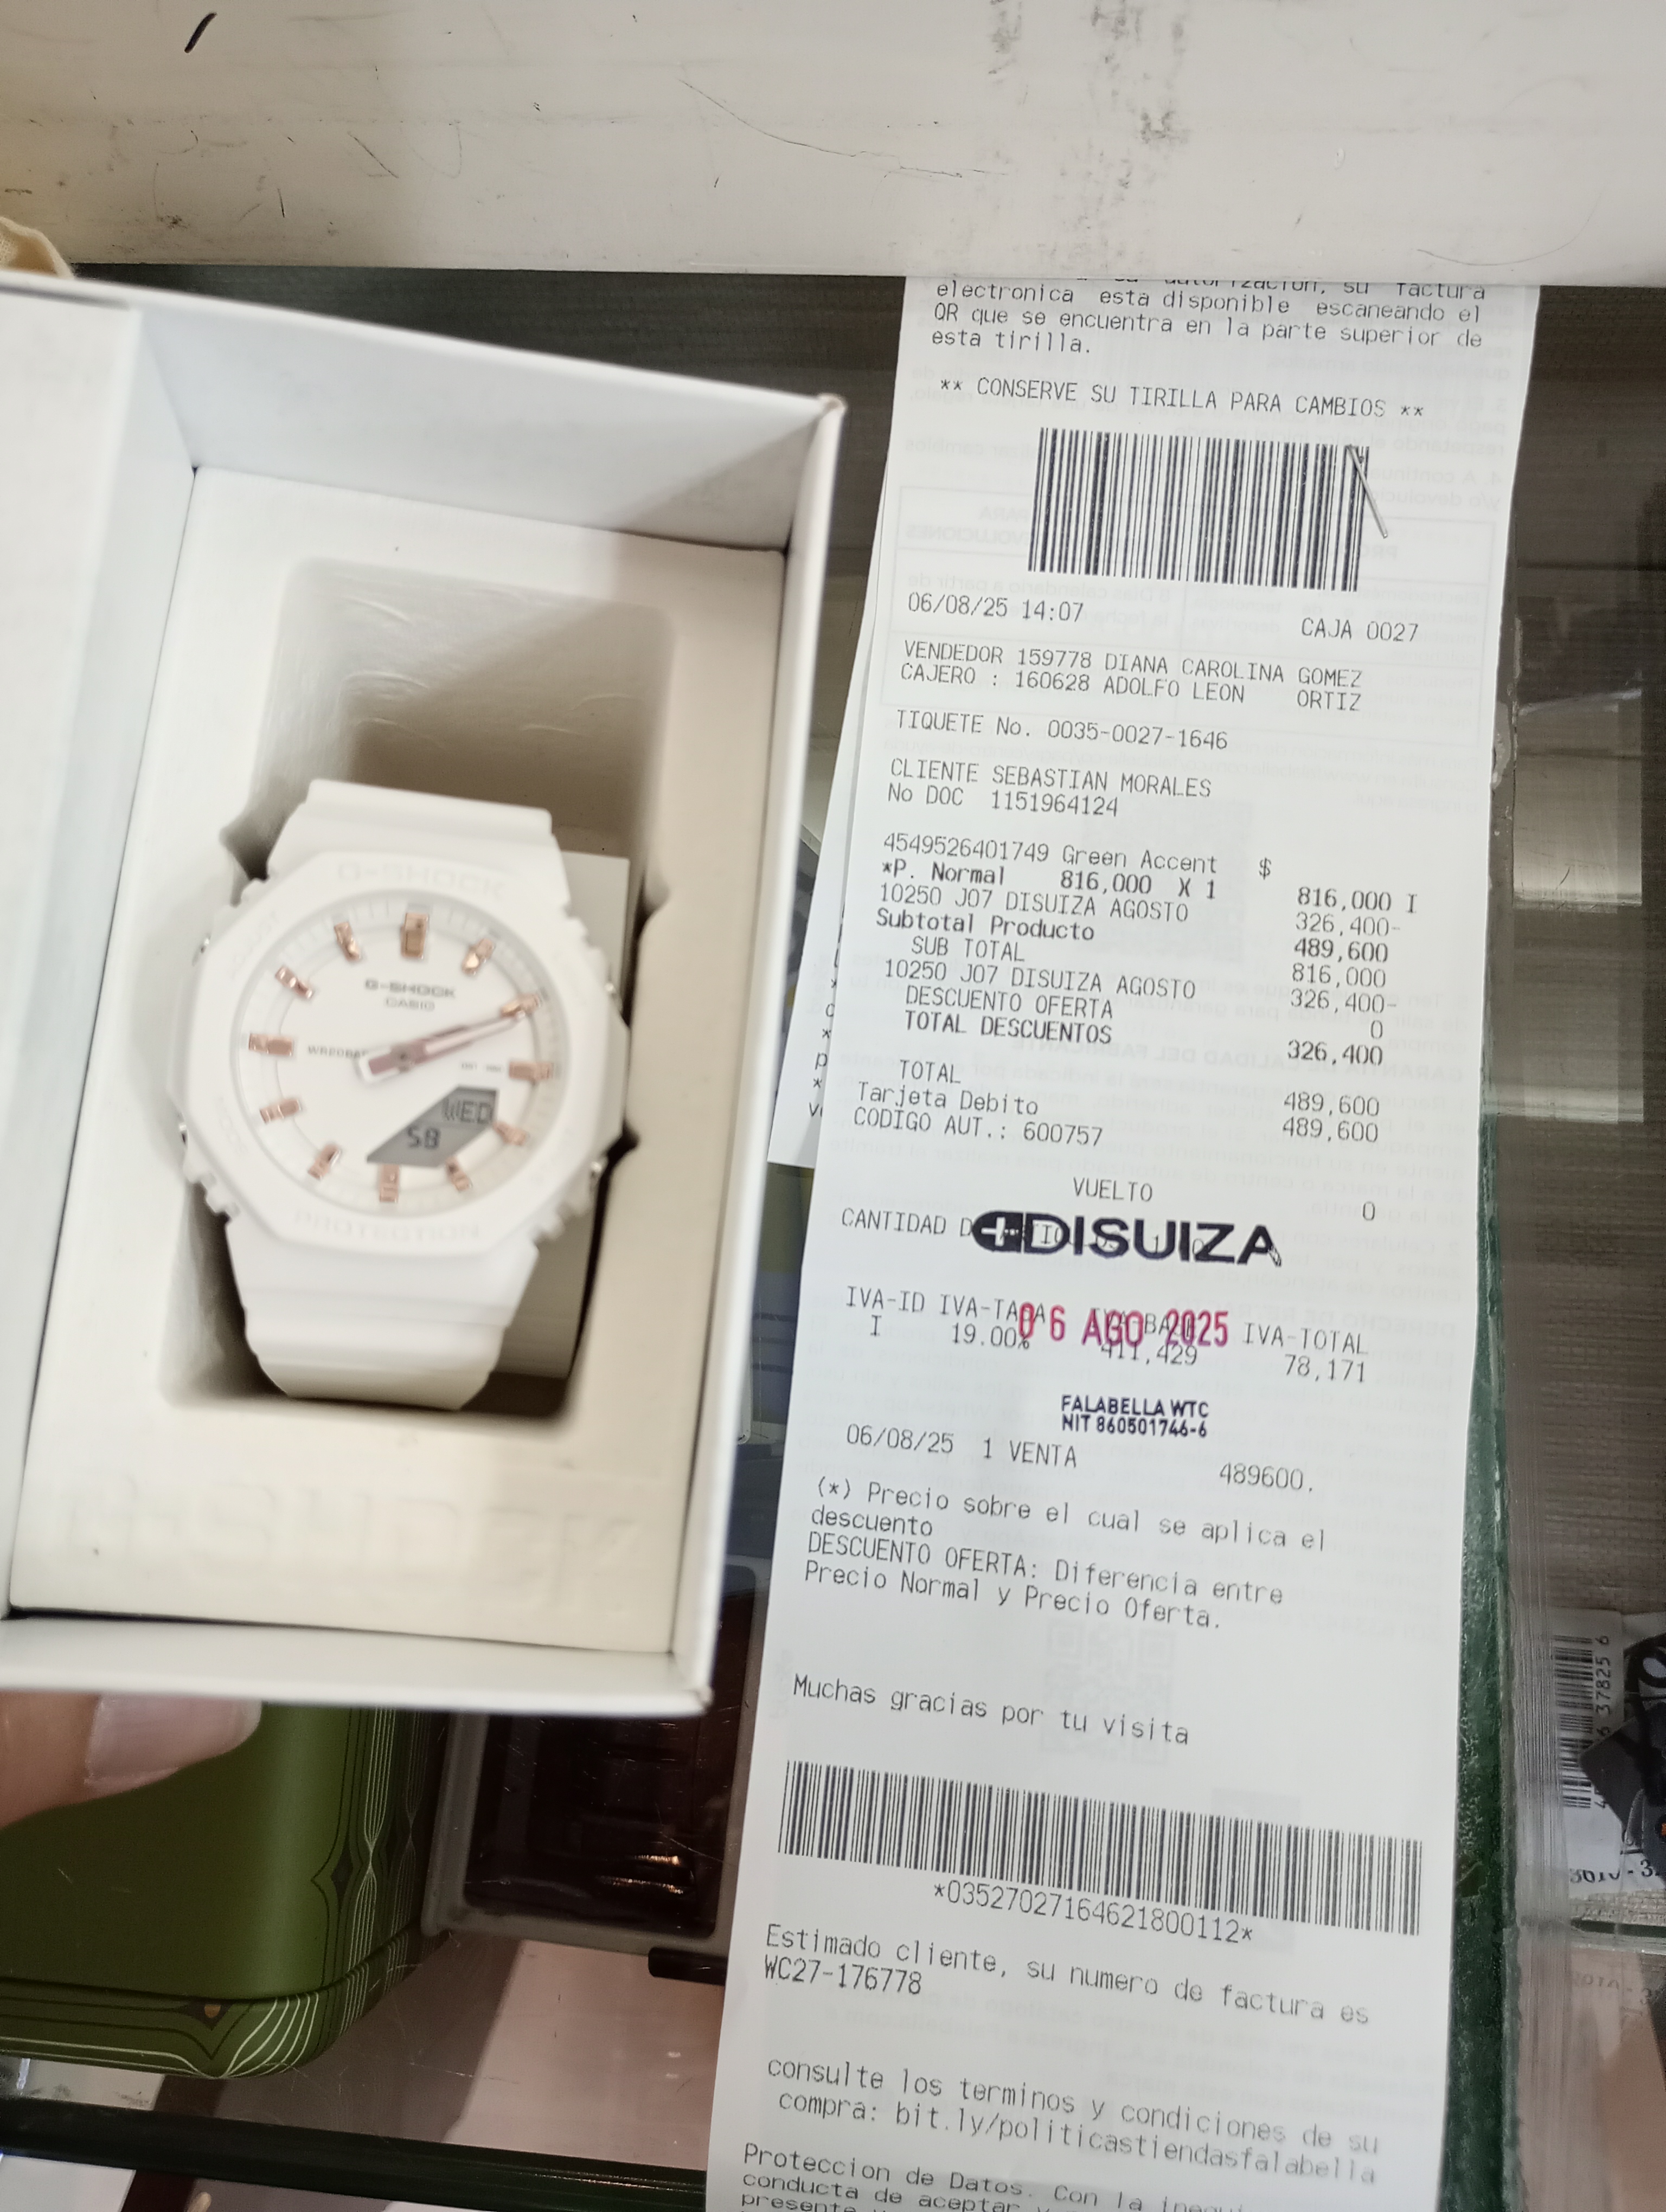 G-SHOCK
G-SHOCK
CASIO
WED
58
PROTECTION
electronica esta disponible escaneando el
QR que se encuentra en la parte superior de
esta tirilla.
** CONSERVE SU TIRILLA PARA CAMBIOS **
06/08/25 14:07 CAJA 0027
VENDEDOR 159778 DIANA CAROLINA GOMEZ
CAJERO : 160628 ADOLFO LEON ORTIZ
TIQUETE No. 0035-0027-1646
CLIENTE SEBASTIAN MORALES
No DOC 1151964124
4549526401749 Green Accent $
*P. Normal 816,000 X 1 816,000 I
10250 J07 DISUIZA AGOSTO 326,400-
Subtotal Producto 489,600
SUB TOTAL 816,000
10250 J07 DISUIZA AGOSTO 326,400-
DESCUENTO OFERTA 0
TOTAL DESCUENTOS 326,400
TOTAL 489,600
Tarjeta Debito 489,600
CODIGO AUT.: 600757
VUELTO 0
CANTIDAD
DISUIZA
IVA-ID IVA-TARA IVA-BASE IVA-TOTAL
06 AGO 2025
I 19.00% 411,429 78,171
FALABELLA WTC
NIT 860501746-6
06/08/25 1 VENTA 489600.
(*) Precio sobre el cual se aplica el
descuento
DESCUENTO OFERTA: Diferencia entre
Precio Normal y Precio Oferta.
Muchas gracias por tu visita
*03527027164621800112*
Estimado cliente, su numero de factura es
WC27-176778
consulte los terminos y condiciones de su
compra: bit.ly/politicastiendasfalabella
Proteccion de Datos. Con la
conducta de aceptar